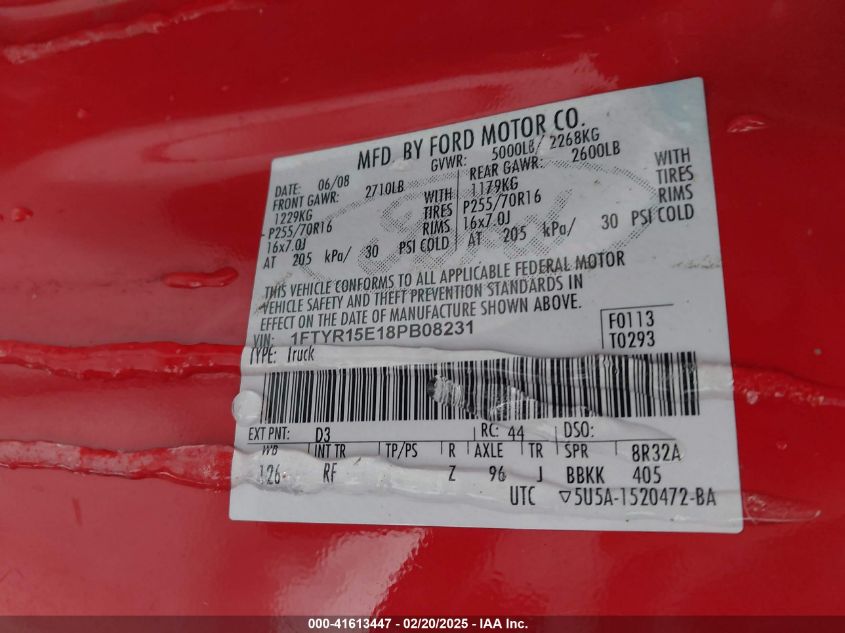 MFD. BY FORD MOTOR CO.
DATE: 06/08 GVWR: 5000LB/ 2268KG
FRONT GAWR: 2710LB REAR GAWR: 2600LB
1229KG WITH 1179KG WITH
P255/70R16 TIRES P255/70R16 TIRES
16x7.0J RIMS 16x7.0J RIMS
AT 205 kPa/ 30 PSI COLD AT 205 kPa/ 30 PSI COLD
Ford
THIS VEHICLE CONFORMS TO ALL APPLICABLE FEDERAL MOTOR
VEHICLE SAFETY AND THEFT PREVENTION STANDARDS IN
EFFECT ON THE DATE OF MANUFACTURE SHOWN ABOVE.
VIN: 1FTYR15E18PB08231 F0113
TYPE: Truck T0293
EXT PNT: D3 RC: 44 DSO:
WB INT TR TP/PS R AXLE TR SPR 8R32A
126 RF Z 96 J BBKK 405
UTC ▽5U5A-1520472-BA
000-41613447 - 02/20/2025 - IAA Inc.